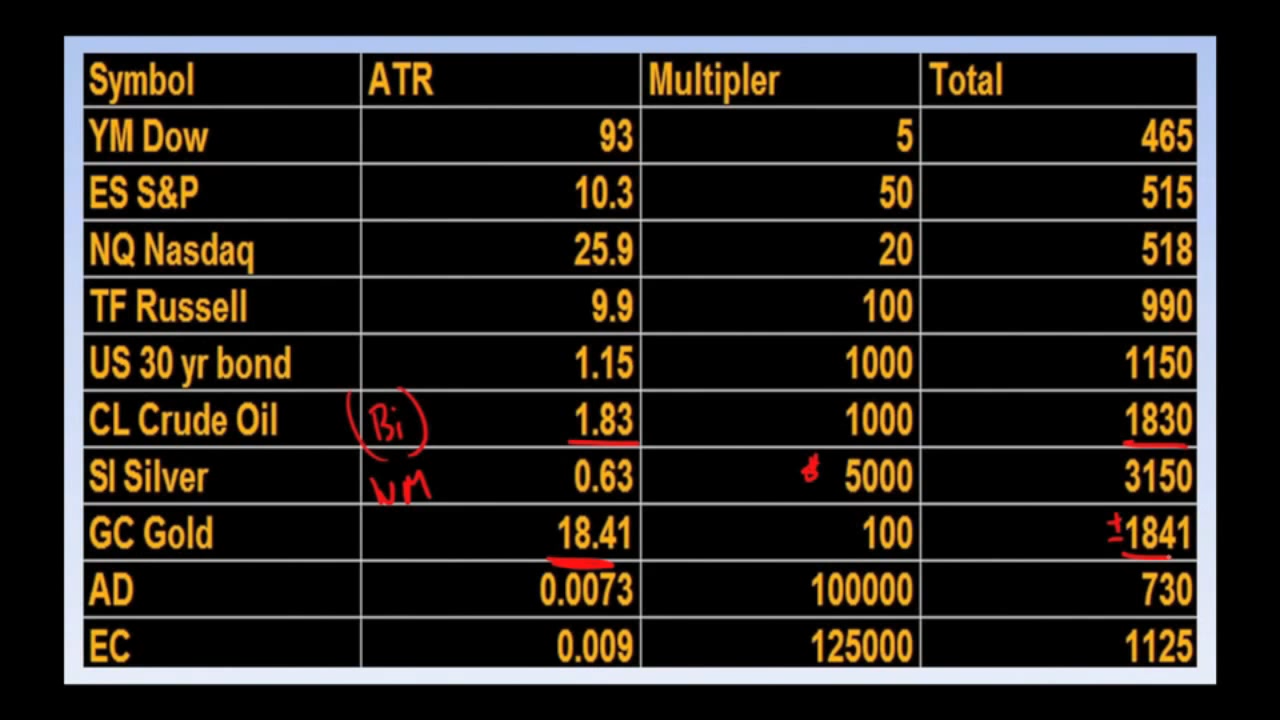 Symbol ATR Multipler Total
YM Dow 93 5 465
ES S&P 10.3 50 515
NQ Nasdaq 25.9 20 518
TF Russell 9.9 100 990
US 30 yr bond 1.15 1000 1150
CL Crude Oil (Bi) 1.83 1000 1830
SI Silver NM 0.63 $ 5000 3150
GC Gold 18.41 100 ±1841
AD 0.0073 100000 730
EC 0.009 125000 1125